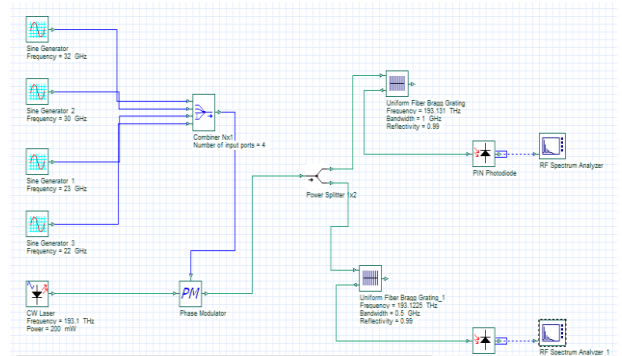 Sine Generator
Frequency = 32 GHz
Sine Generator 2
Frequency = 30 GHz
Sine Generator 1
Frequency = 23 GHz
Sine Generator 3
Frequency = 22 GHz
Combiner Nx1
Number of input ports = 4
CW Laser
Frequency = 193.1 THz
Power = 200 mW
PM
Phase Modulator
Power Splitter 1x2
Uniform Fiber Bragg Grating
Frequency = 193.131 THz
Bandwidth = 1 GHz
Reflectivity = 0.99
PIN Photodiode
RF Spectrum Analyzer
Uniform Fiber Bragg Grating_1
Frequency = 193.1225 THz
Bandwidth = 0.5 GHz
Reflectivity = 0.99
RF Spectrum Analyzer_1